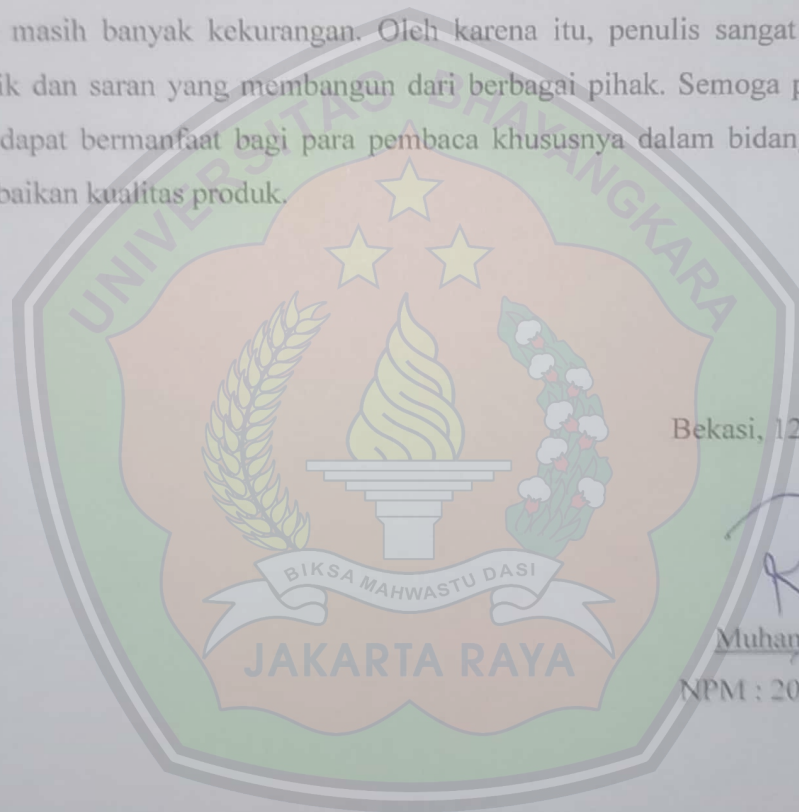 masih banyak kekurangan. Oleh karena itu, penulis sangat
ik dan saran yang membangun dari berbagai pihak. Semoga p
dapat bermanfaat bagi para pembaca khususnya dalam bidan
baikan kualitas produk.
UNIVERSITAS BHAYANGKARA
Bekasi, 12
BIKSA MAHWASTU DASI
JAKARTA RAYA
Muham
NPM : 20